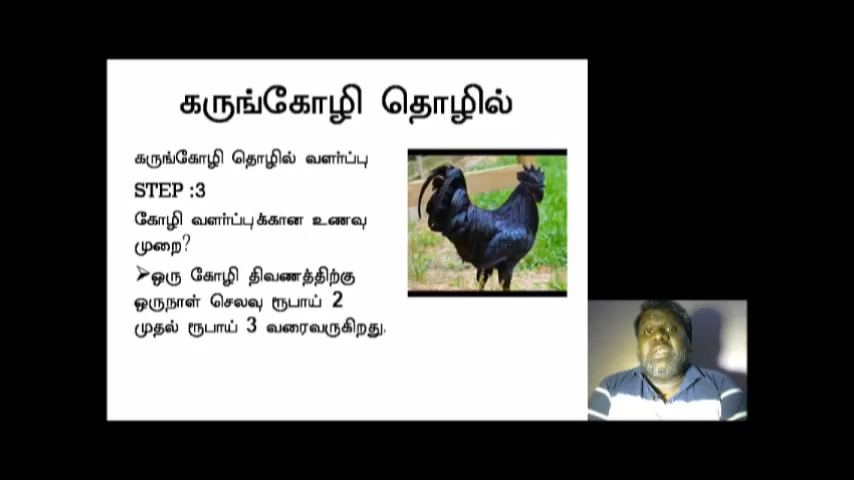 கருங்கோழி தொழில்
கருங்கோழி தொழில் வளர்ப்பு
STEP :3
கோழி வளர்ப்புக்கான உணவு
முறை?
➤ஒரு கோழி திவணத்திற்கு
ஒருநாள் செலவு ரூபாய் 2
முதல் ரூபாய் 3 வரைவருகிறது.